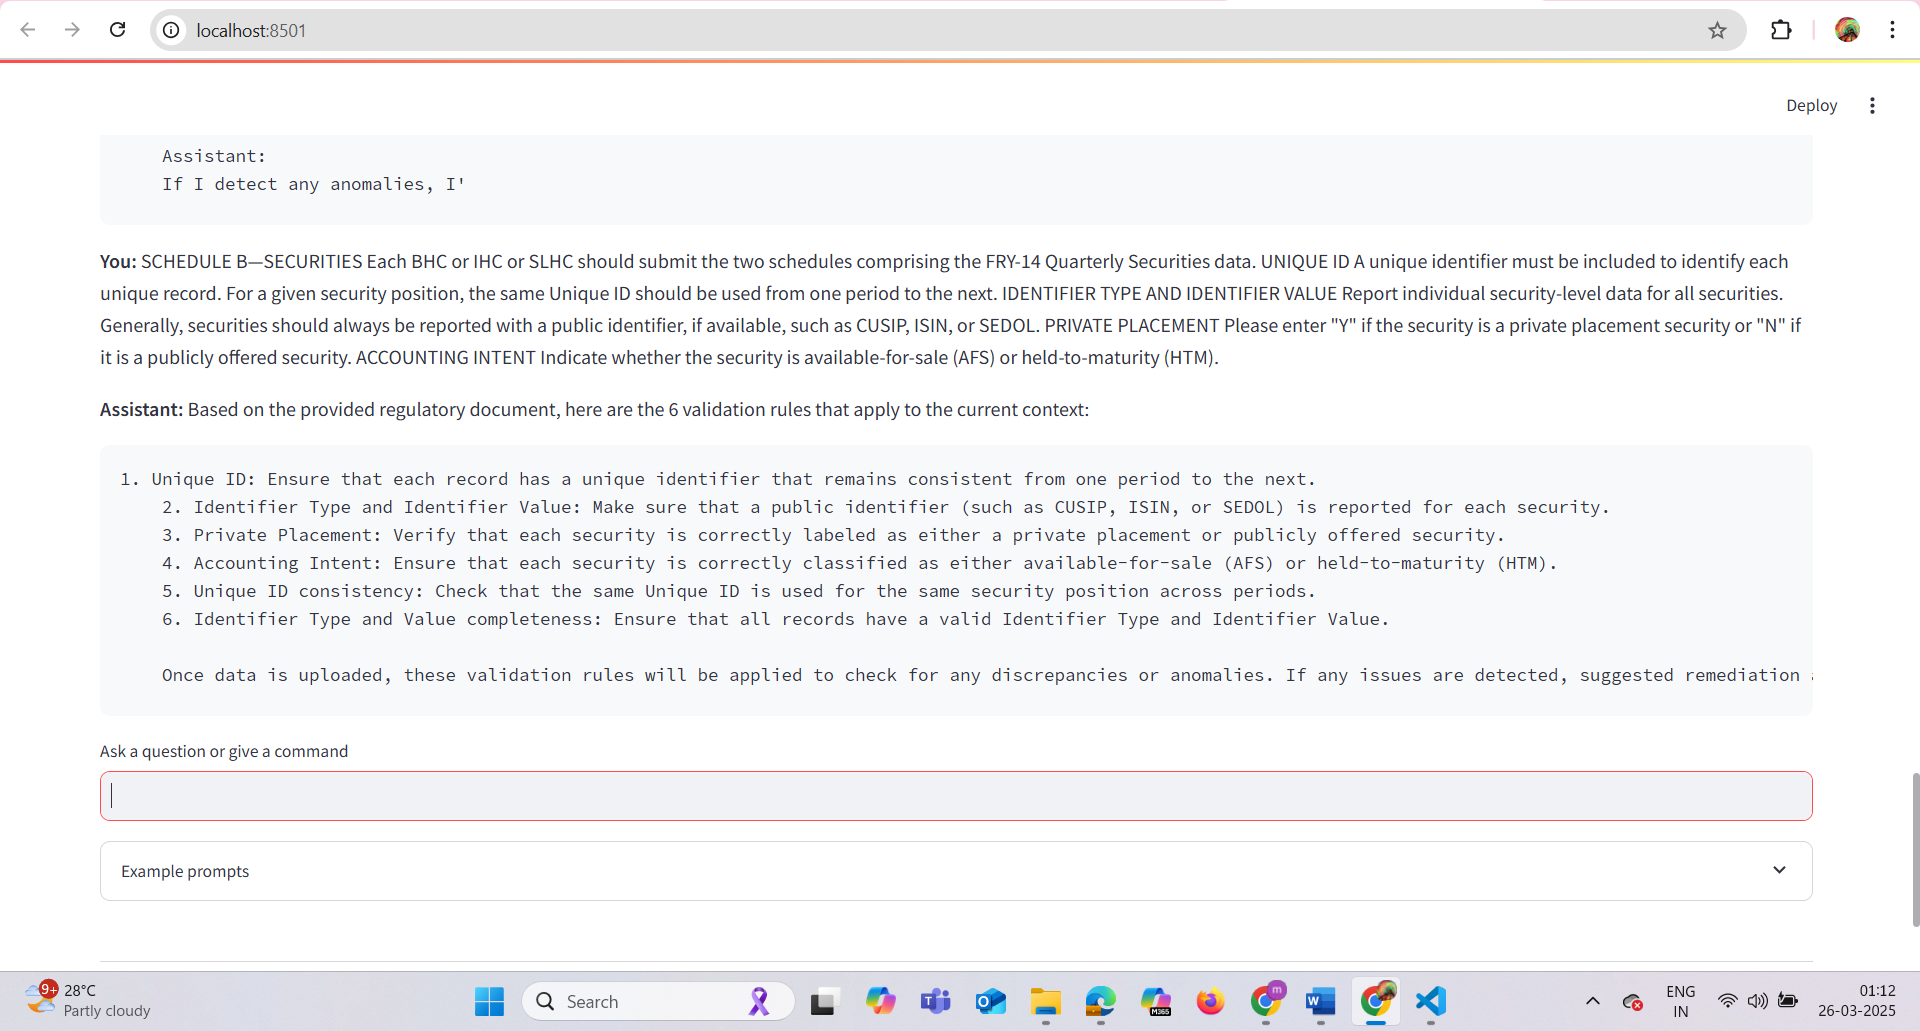 localhost:8501
Deploy
Assistant:
If I detect any anomalies, I'
You: SCHEDULE B—SECURITIES Each BHC or IHC or SLHC should submit the two schedules comprising the FRY-14 Quarterly Securities data. UNIQUE ID A unique identifier must be included to identify each
unique record. For a given security position, the same Unique ID should be used from one period to the next. IDENTIFIER TYPE AND IDENTIFIER VALUE Report individual security-level data for all securities.
Generally, securities should always be reported with a public identifier, if available, such as CUSIP, ISIN, or SEDOL. PRIVATE PLACEMENT Please enter "Y" if the security is a private placement security or "N" if
it is a publicly offered security. ACCOUNTING INTENT Indicate whether the security is available-for-sale (AFS) or held-to-maturity (HTM).
Assistant: Based on the provided regulatory document, here are the 6 validation rules that apply to the current context:
1. Unique ID: Ensure that each record has a unique identifier that remains consistent from one period to the next.
2. Identifier Type and Identifier Value: Make sure that a public identifier (such as CUSIP, ISIN, or SEDOL) is reported for each security.
3. Private Placement: Verify that each security is correctly labeled as either a private placement or publicly offered security.
4. Accounting Intent: Ensure that each security is correctly classified as either available-for-sale (AFS) or held-to-maturity (HTM).
5. Unique ID consistency: Check that the same Unique ID is used for the same security position across periods.
6. Identifier Type and Value completeness: Ensure that all records have a valid Identifier Type and Identifier Value.
Once data is uploaded, these validation rules will be applied to check for any discrepancies or anomalies. If any issues are detected, suggested remediation
Ask a question or give a command
Example prompts
9+
28°C
Partly cloudy
Search
M365
m
ENG
IN
01:12
26-03-2025